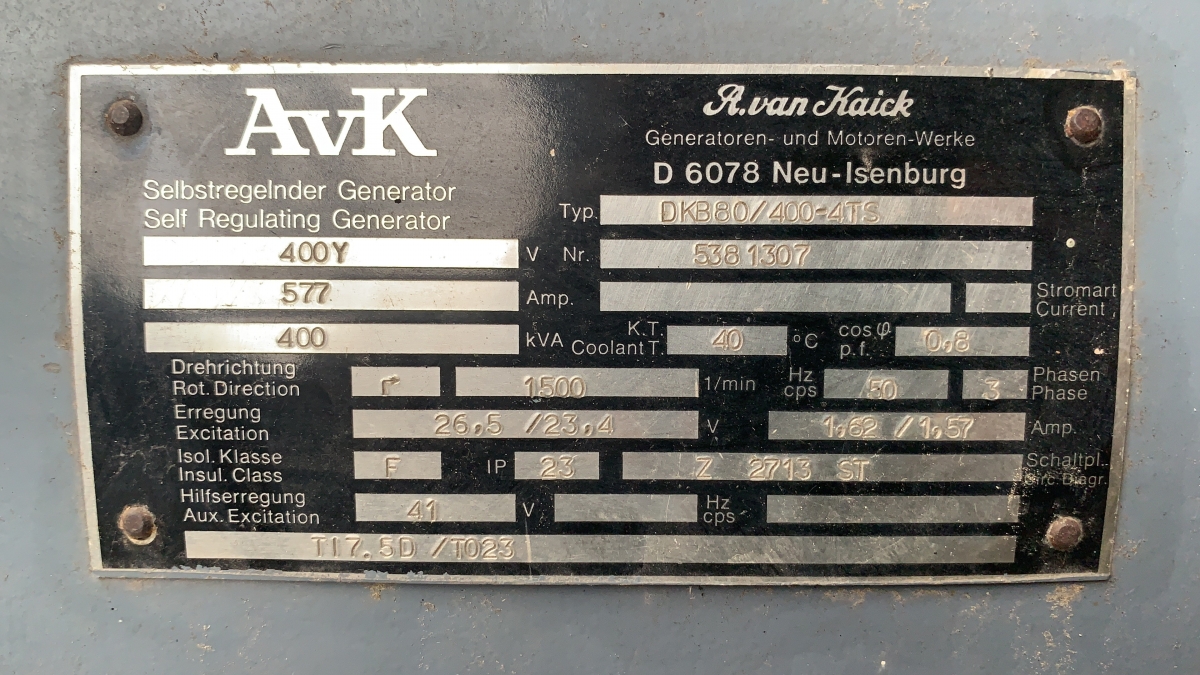 AvK
Selbstregelnder Generator
Self Regulating Generator
A.van Kaick
Generatoren- und Motoren-Werke
D 6078 Neu-Isenburg
Typ. DKB80/400-4TS
400Y V Nr. 5381307
577 Amp. Stromart
Current
400 kVA K.T.
Coolant T. 40 °C cos φ
p.f. 0,8
Drehrichtung
Rot. Direction r 1500 1/min Hz
cps 50 3 Phasen
Phase
Erregung
Excitation 26,5 /23,4 V 1,62 / 1,57 Amp.
Isol. Klasse
Insul. Class F IP 23 Z 2713 ST Schaltpl.
Circ. Diagr.
Hilfserregung
Aux. Excitation 41 V Hz
cps
T17.5D /T023